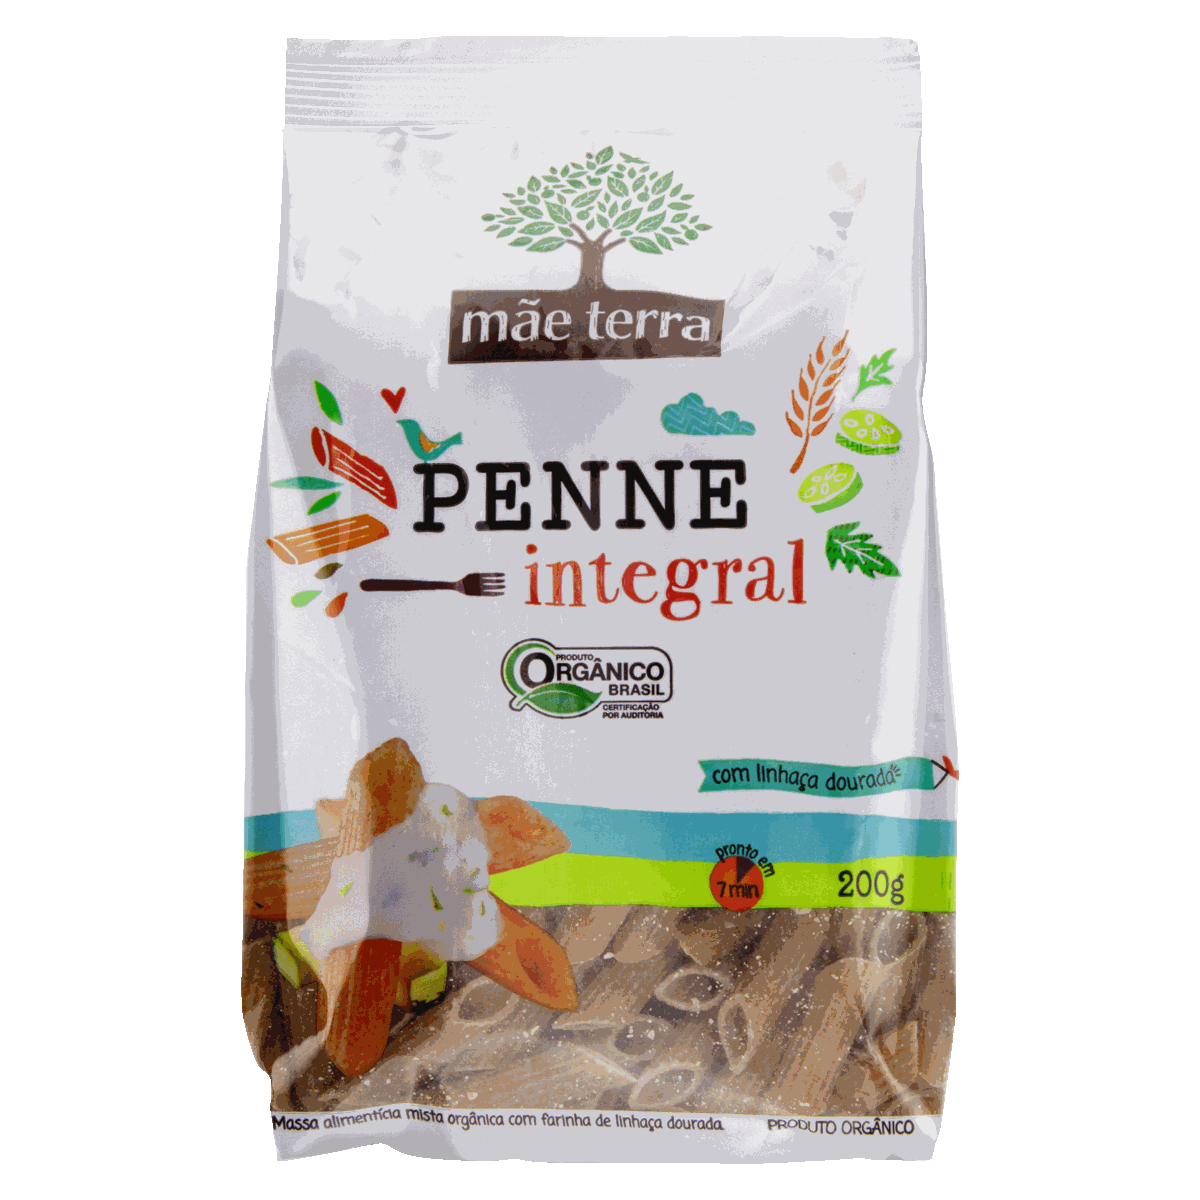 mãe terra
PENNE
integral
PRODUTO
ORGÂNICO
BRASIL
CERTIFICAÇÃO
POR AUDITORIA
com linhaça dourada
pronto em
7 min
200g
Massa alimentícia mista orgânica com farinha de linhaça dourada.
PRODUTO ORGÂNICO